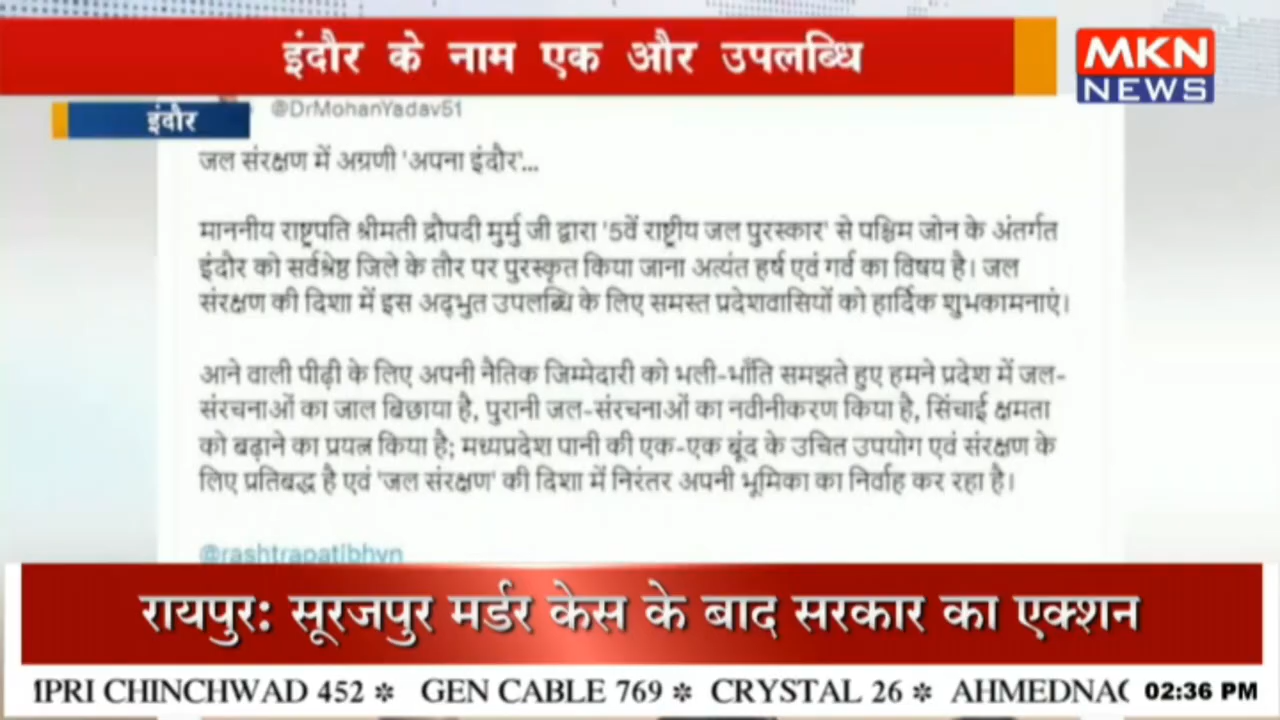 इंदौर के नाम एक और उपलब्धि
MKN
NEWS
इंदौर
@DrMohanYadav51
जल संरक्षण में अग्रणी 'अपना इंदौर'...
माननीय राष्ट्रपति श्रीमती द्रौपदी मुर्मु जी द्वारा '5वें राष्ट्रीय जल पुरस्कार' से पश्चिम जोन के अंतर्गत
इंदौर को सर्वश्रेष्ठ जिले के तौर पर पुरस्कृत किया जाना अत्यंत हर्ष एवं गर्व का विषय है। जल
संरक्षण की दिशा में इस अद्भुत उपलब्धि के लिए समस्त प्रदेशवासियों को हार्दिक शुभकामनाएं।
आने वाली पीढ़ी के लिए अपनी नैतिक जिम्मेदारी को भली-भाँति समझते हुए हमने प्रदेश में जल-
संरचनाओं का जाल बिछाया है, पुरानी जल-संरचनाओं का नवीनीकरण किया है, सिंचाई क्षमता
को बढ़ाने का प्रयत्न किया है; मध्यप्रदेश पानी की एक-एक बूंद के उचित उपयोग एवं संरक्षण के
लिए प्रतिबद्ध है एवं 'जल संरक्षण' की दिशा में निरंतर अपनी भूमिका का निर्वाह कर रहा है।
@rashtrapatibhvn
रायपुर: सूरजपुर मर्डर केस के बाद सरकार का एक्शन
IPRI CHINCHWAD 452 ✻ GEN CABLE 769 ✻ CRYSTAL 26 ✻ AHMEDNAG 02:36 PM